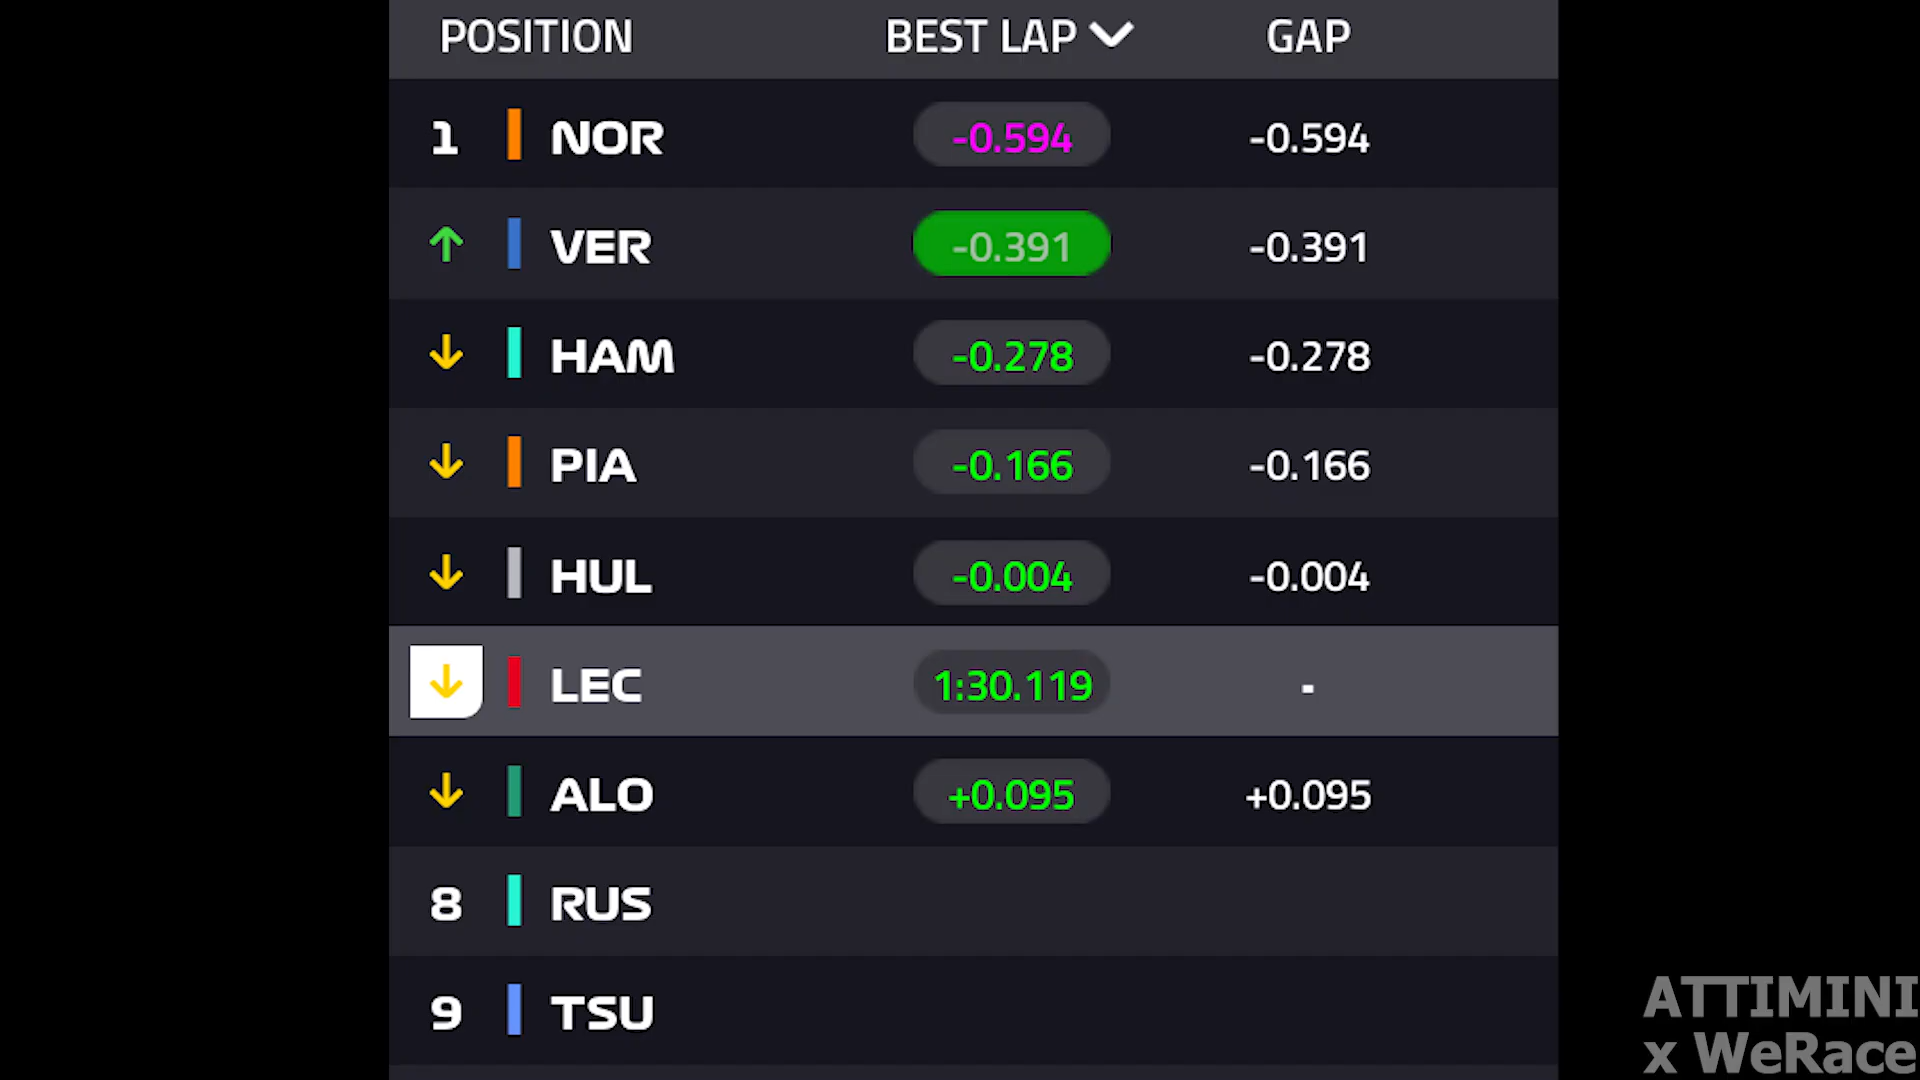 POSITION BEST LAP GAP
1 NOR -0.594 -0.594
VER -0.391 -0.391
HAM -0.278 -0.278
PIA -0.166 -0.166
HUL -0.004 -0.004
LEC 1:30.119 -
ALO +0.095 +0.095
8 RUS
9 TSU
ATTIMINI
x WeRace